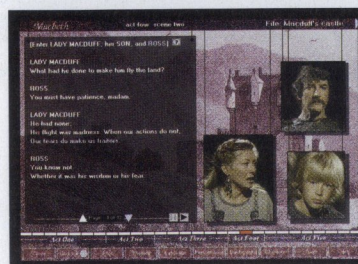 Macbeth act four scene two File: Macduff's Castle
[Enter LADY MACDUFF, her SON, and ROSS]
LADY MACDUFF
What had he done to make him fly the land?
ROSS
You must have patience, madam.
LADY MACDUFF
He had none;
His flight was madness. When our actions do not,
Our fears do make us traitors.
ROSS
You know not
Whether it was his wisdom or his fear.
Page
Act One Act Two Act Three Act Four Act Five